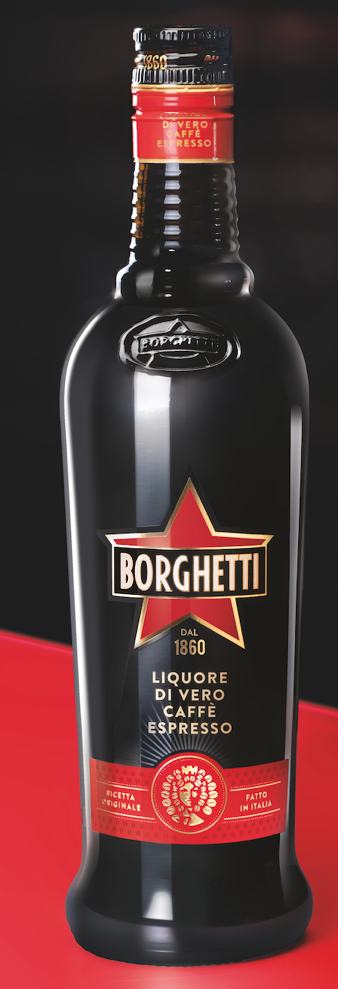 1860
DI VERO
CAFFÈ
ESPRESSO
BORGHETTI
BORGHETTI
DAL
1860
LIQUORE
DI VERO
CAFFÈ
ESPRESSO
RICETTA
ORIGINALE
FATTO
IN ITALIA